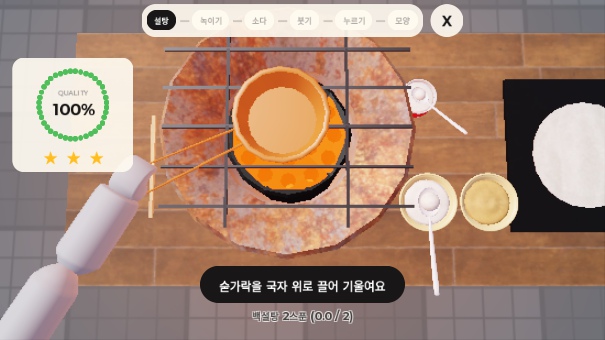 설탕 녹이기 소다 붓기 누르기 모양 X
QUALITY
100%
숟가락을 국자 위로 끌어 기울여요
백설탕 2스푼 (0.0 / 2)